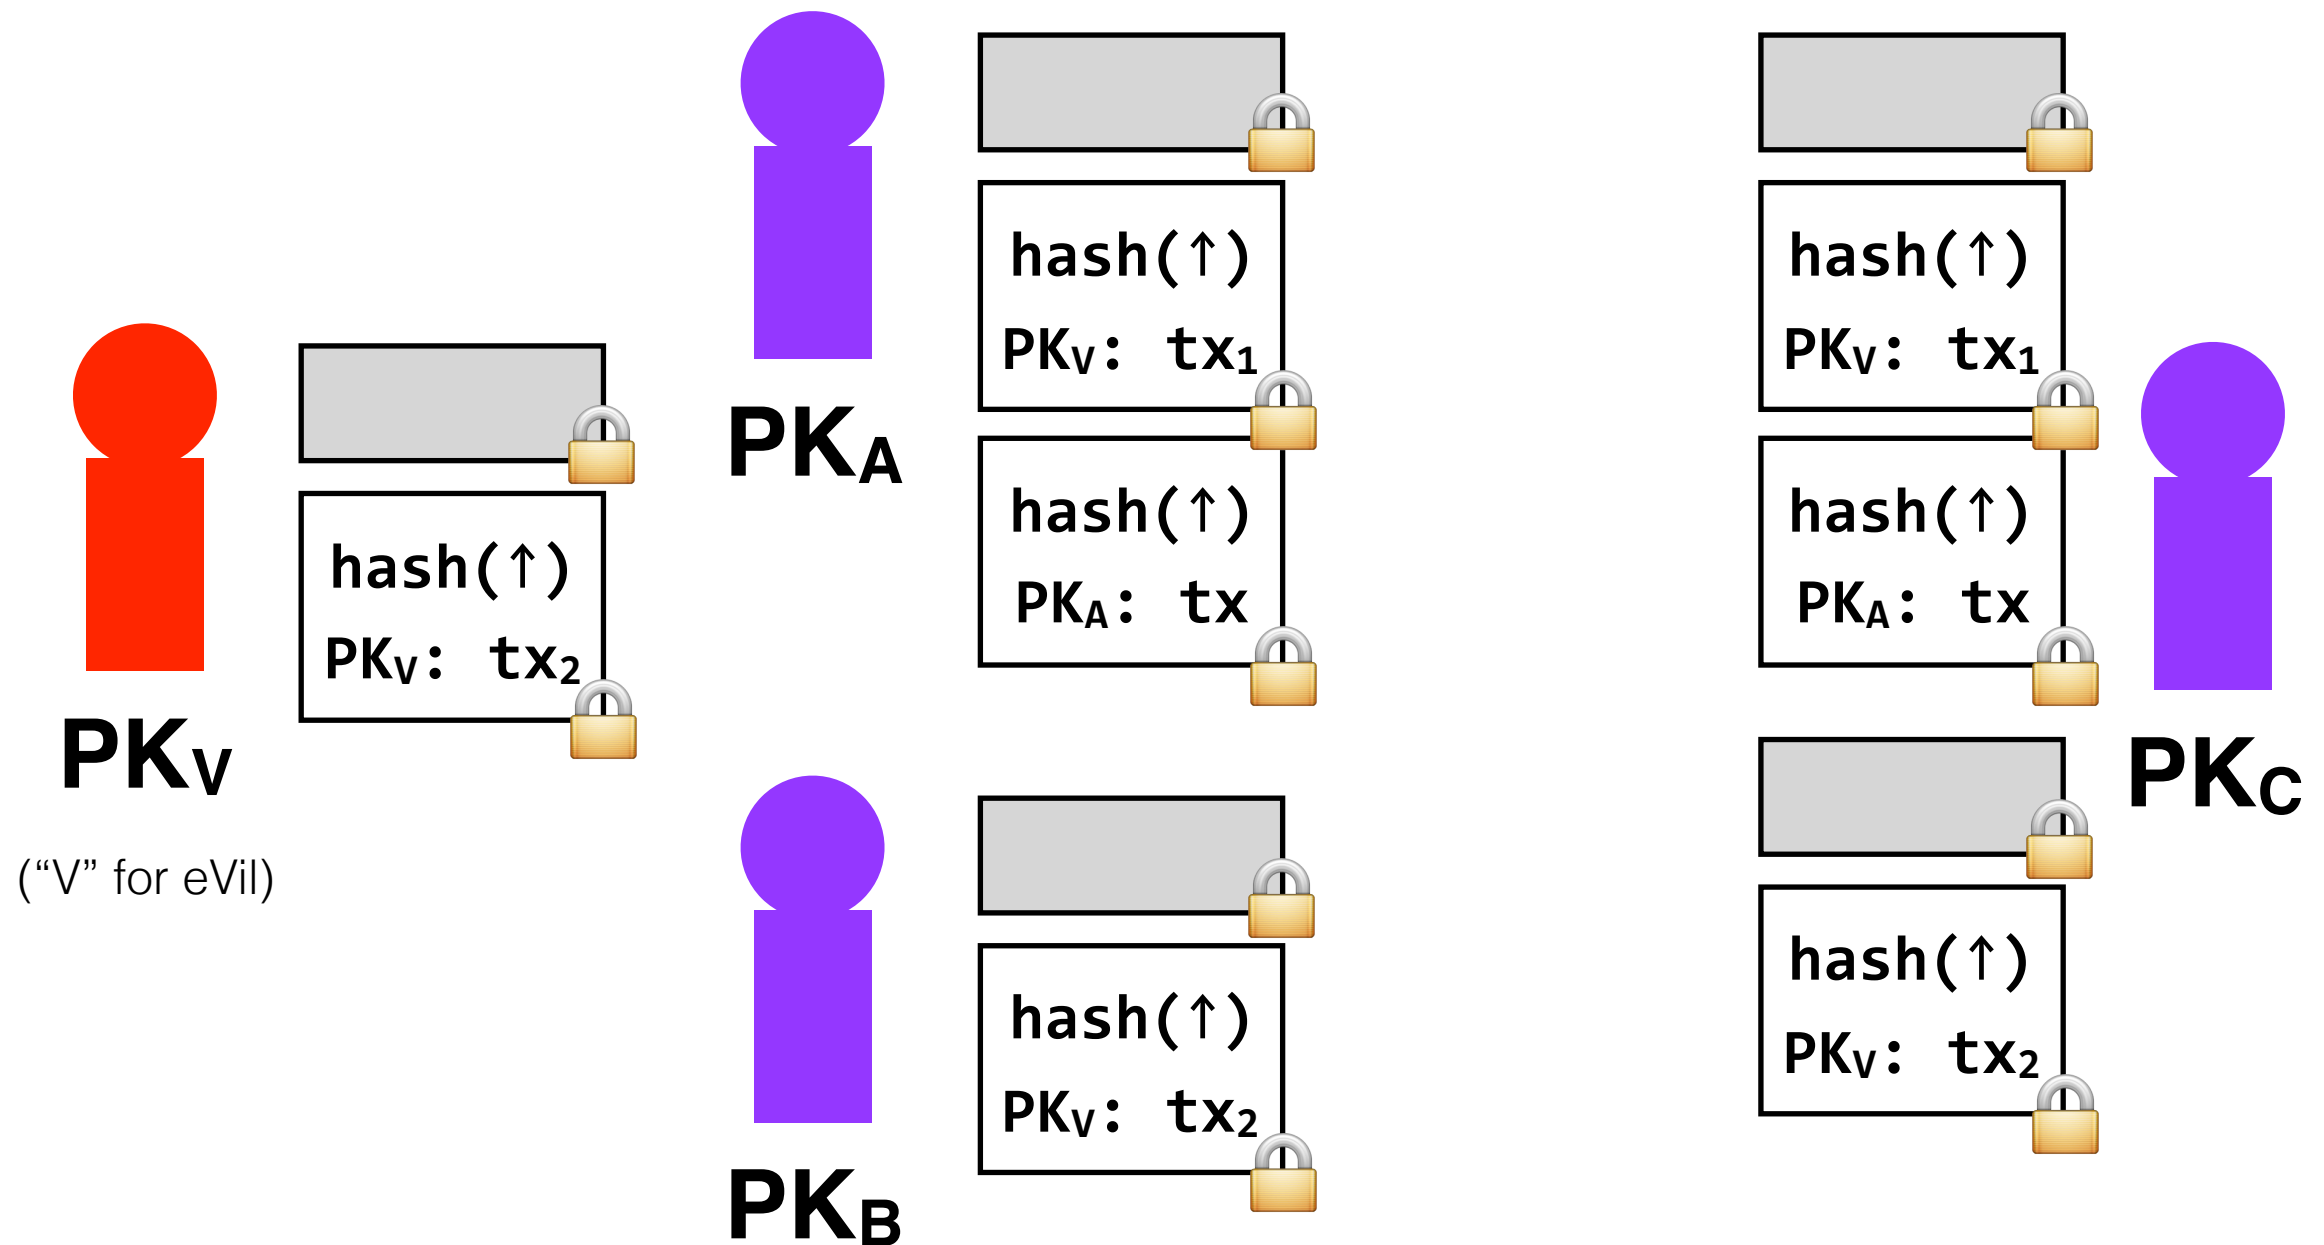 PKV
(“V” for eVil)
hash(↑)
PKV: tx2
PKA
hash(↑)
PKV: tx1
hash(↑)
PKA: tx
PKB
hash(↑)
PKV: tx2
hash(↑)
PKV: tx1
hash(↑)
PKA: tx
hash(↑)
PKV: tx2
PKC